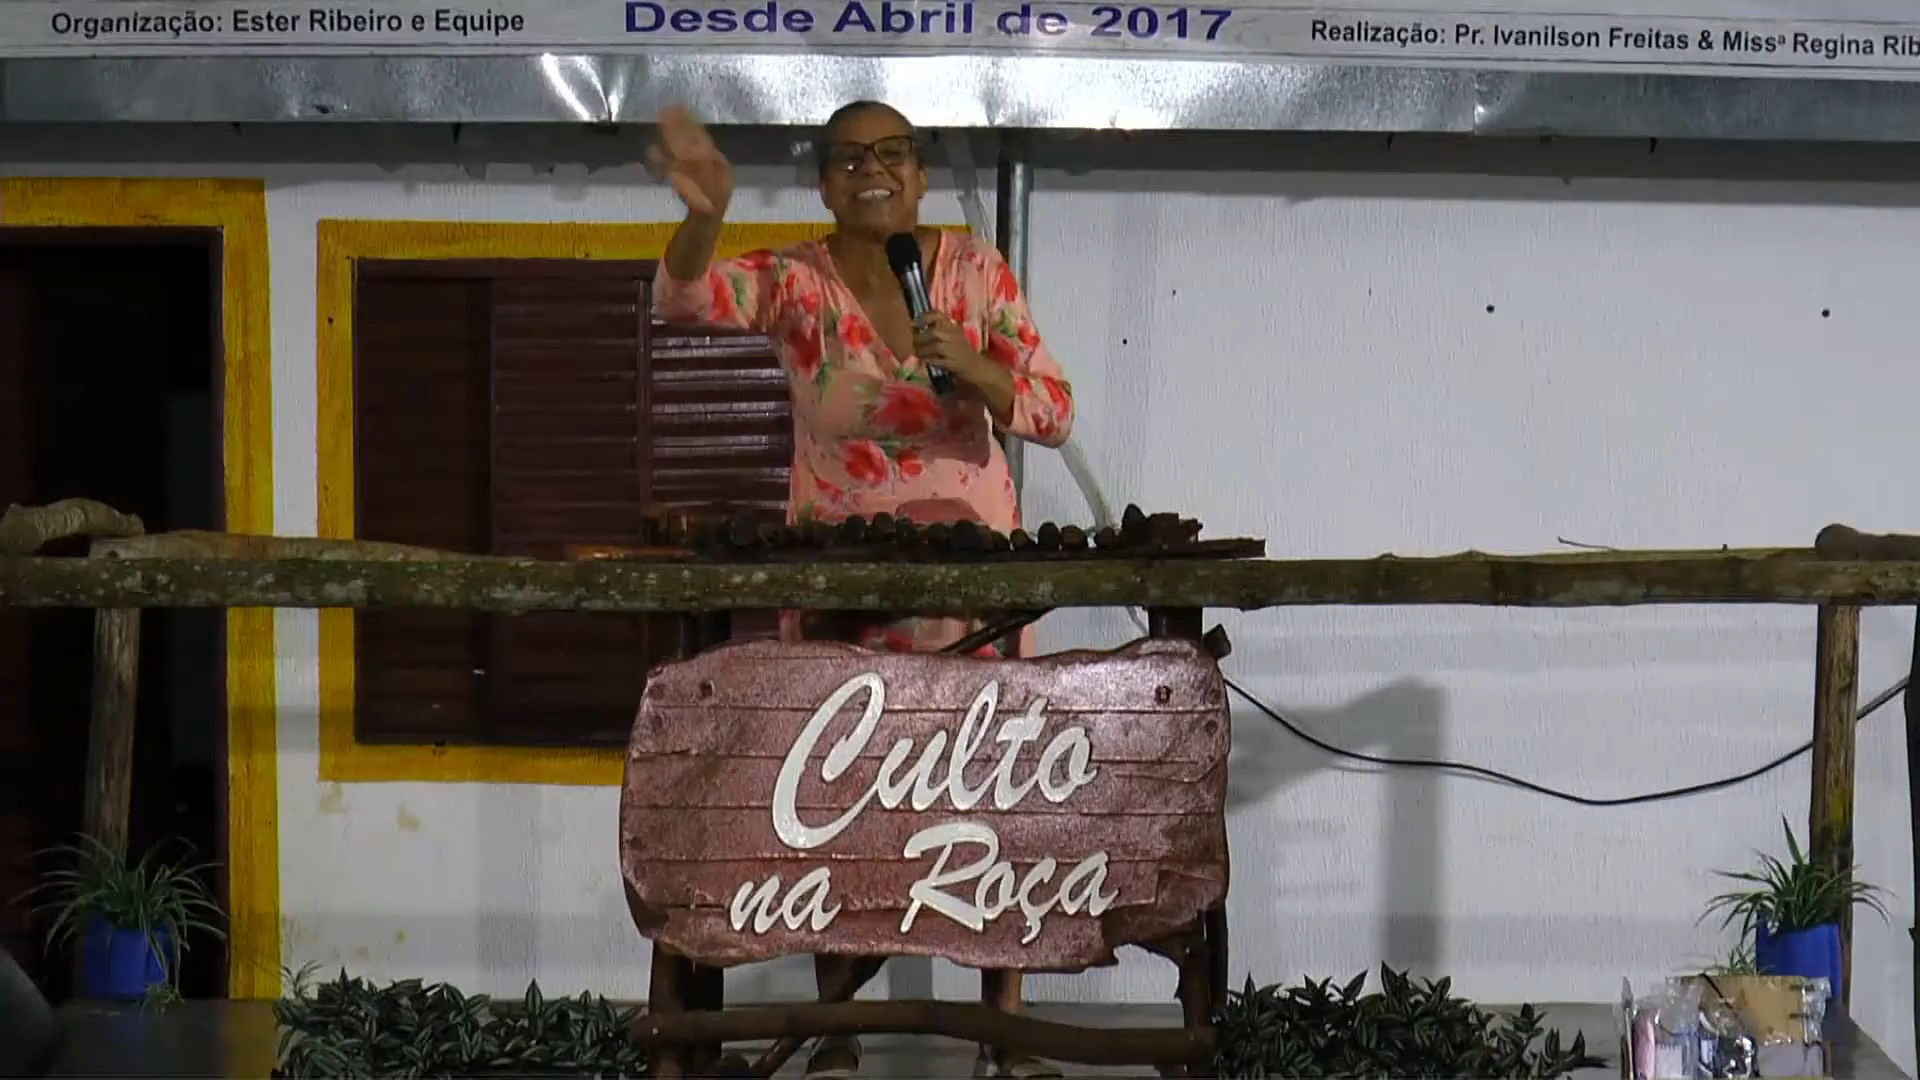 Organização: Ester Ribeiro e Equipe
Desde Abril de 2017
Realização: Pr. Ivanilson Freitas & Missª Regina Rib
Culto
na Roça